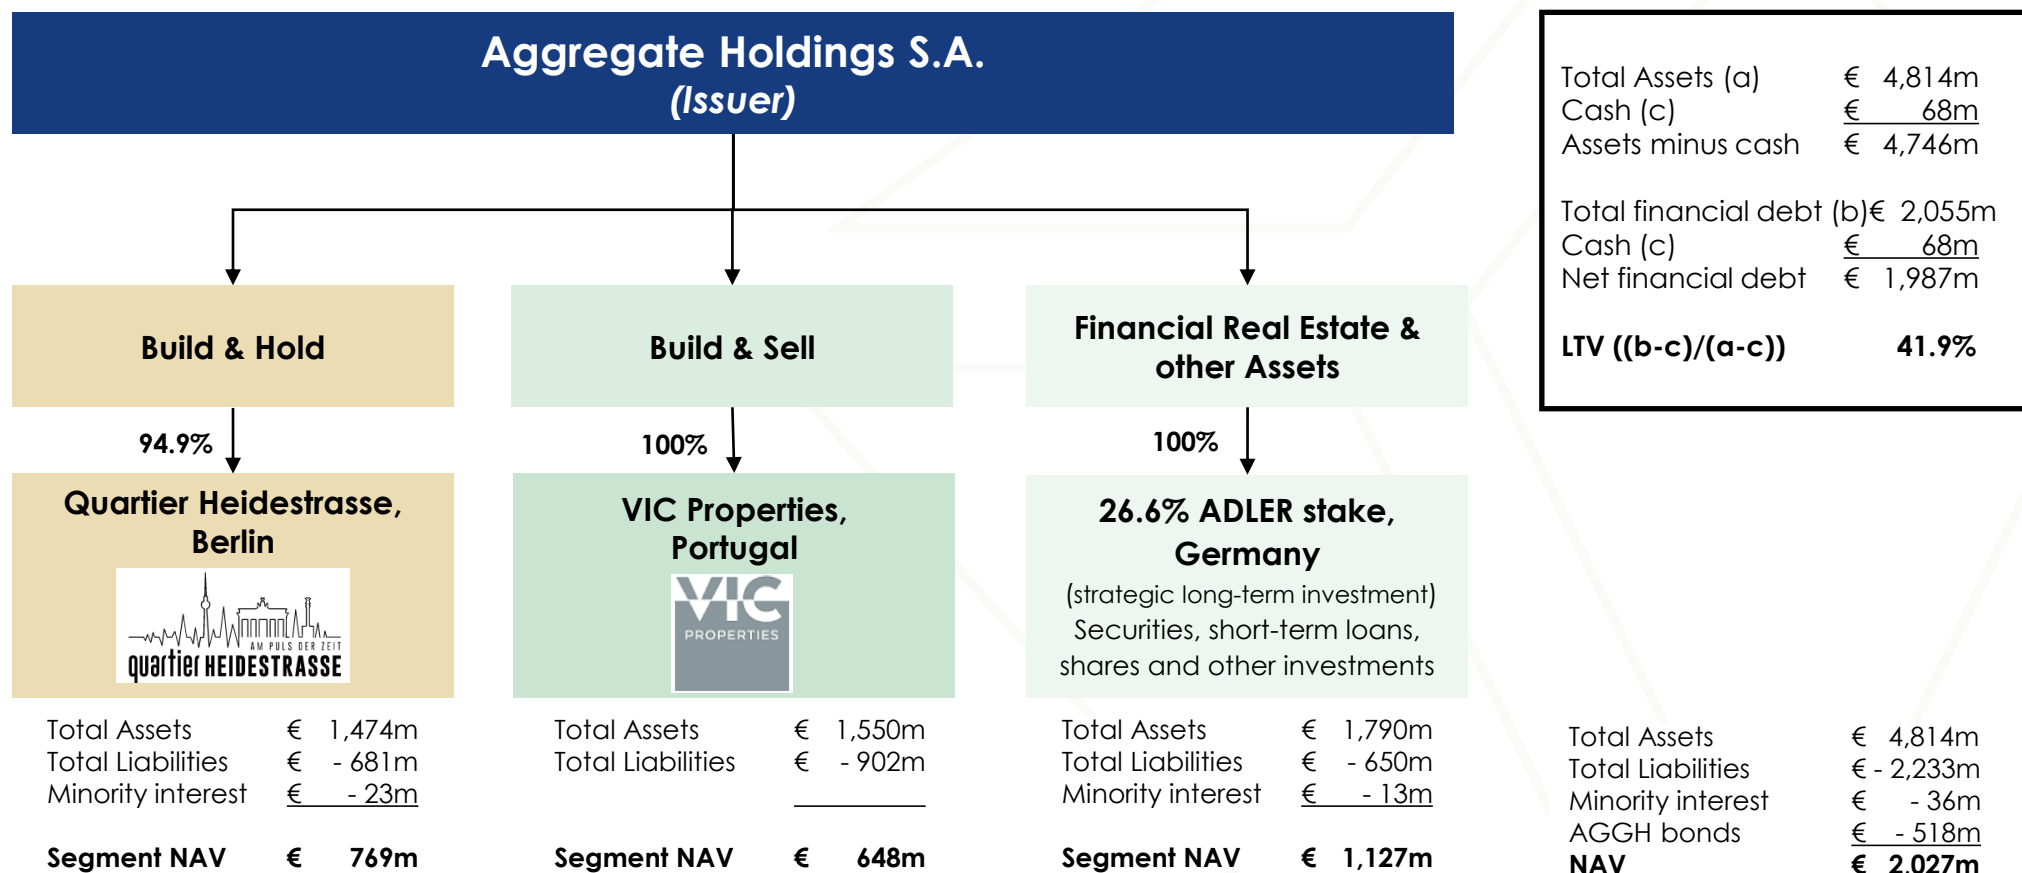 Aggregate Holdings S.A.
(Issuer)
Total Assets (a) € 4,814m
Cash (c) € 68m
Assets minus cash € 4,746m
Total financial debt (b)€ 2,055m
Cash (c) € 68m
Net financial debt € 1,987m
LTV ((b-c)/(a-c)) 41.9%
Build & Hold
Build & Sell
Financial Real Estate &
other Assets
94.9%
100%
100%
Quartier Heidestrasse,
Berlin
AM PULS DER ZEIT
quartier HEIDESTRASSE
VIC Properties,
Portugal
VIC
PROPERTIES
26.6% ADLER stake,
Germany
(strategic long-term investment)
Securities, short-term loans,
shares and other investments
Total Assets € 1,474m
Total Liabilities € - 681m
Minority interest € - 23m
Segment NAV € 769m
Total Assets € 1,550m
Total Liabilities € - 902m
Segment NAV € 648m
Total Assets € 1,790m
Total Liabilities € - 650m
Minority interest € - 13m
Segment NAV € 1,127m
Total Assets € 4,814m
Total Liabilities € - 2,233m
Minority interest € - 36m
AGGH bonds € - 518m
NAV € 2,027m